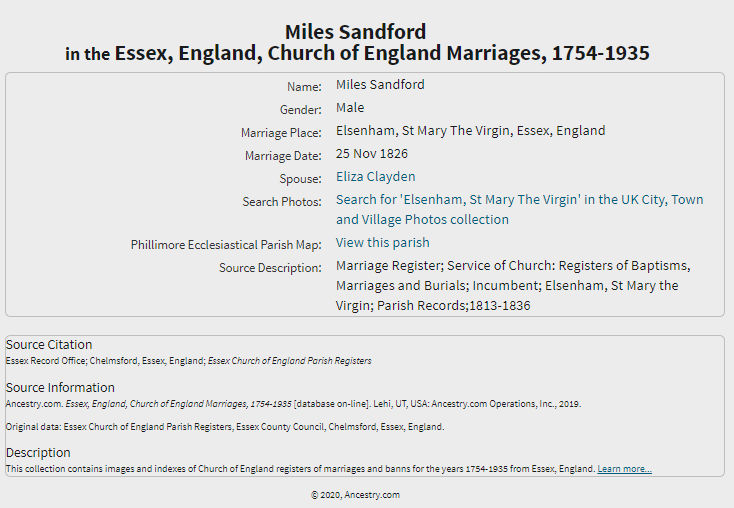 Miles Sandford
in the Essex, England, Church of England Marriages, 1754-1935
Name: Miles Sandford
Gender: Male
Marriage Place: Elsenham, St Mary The Virgin, Essex, England
Marriage Date: 25 Nov 1826
Spouse: Eliza Clayden
Search Photos: Search for 'Elsenham, St Mary The Virgin' in the UK City, Town
and Village Photos collection
Phillimore Ecclesiastical Parish Map: View this parish
Source Description: Marriage Register; Service of Church: Registers of Baptisms,
Marriages and Burials; Incumbent; Elsenham, St Mary the
Virgin; Parish Records;1813-1836
Source Citation
Essex Record Office; Chelmsford, Essex, England; Essex Church of England Parish Registers
Source Information
Ancestry.com. Essex, England, Church of England Marriages, 1754-1935 [database on-line]. Lehi, UT, USA: Ancestry.com Operations, Inc., 2019.
Original data: Essex Church of England Parish Registers, Essex County Council, Chelmsford, Essex, England.
Description
This collection contains images and indexes of Church of England registers of marriages and banns for the years 1754-1935 from Essex, England. Learn more...
© 2020, Ancestry.com